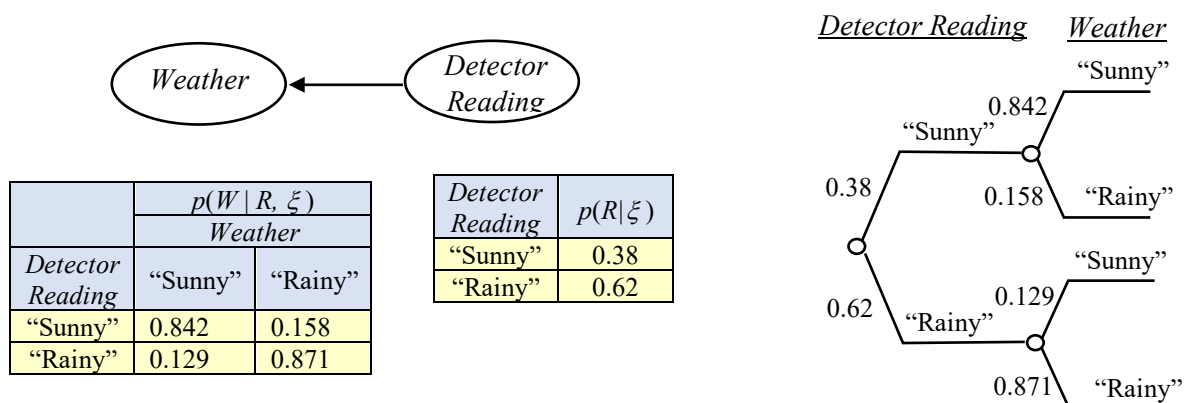 Weather
Detector
Reading
p(W | R, ξ)
Weather
Detector
Reading
“Sunny” “Rainy”
“Sunny” 0.842 0.158
“Rainy” 0.129 0.871
Detector
Reading
p(R|ξ)
“Sunny” 0.38
“Rainy” 0.62
Detector Reading Weather
“Sunny”
0.842
“Sunny”
0.38
0.158 “Rainy”
“Sunny”
0.62
0.129
“Rainy”
0.871 “Rainy”